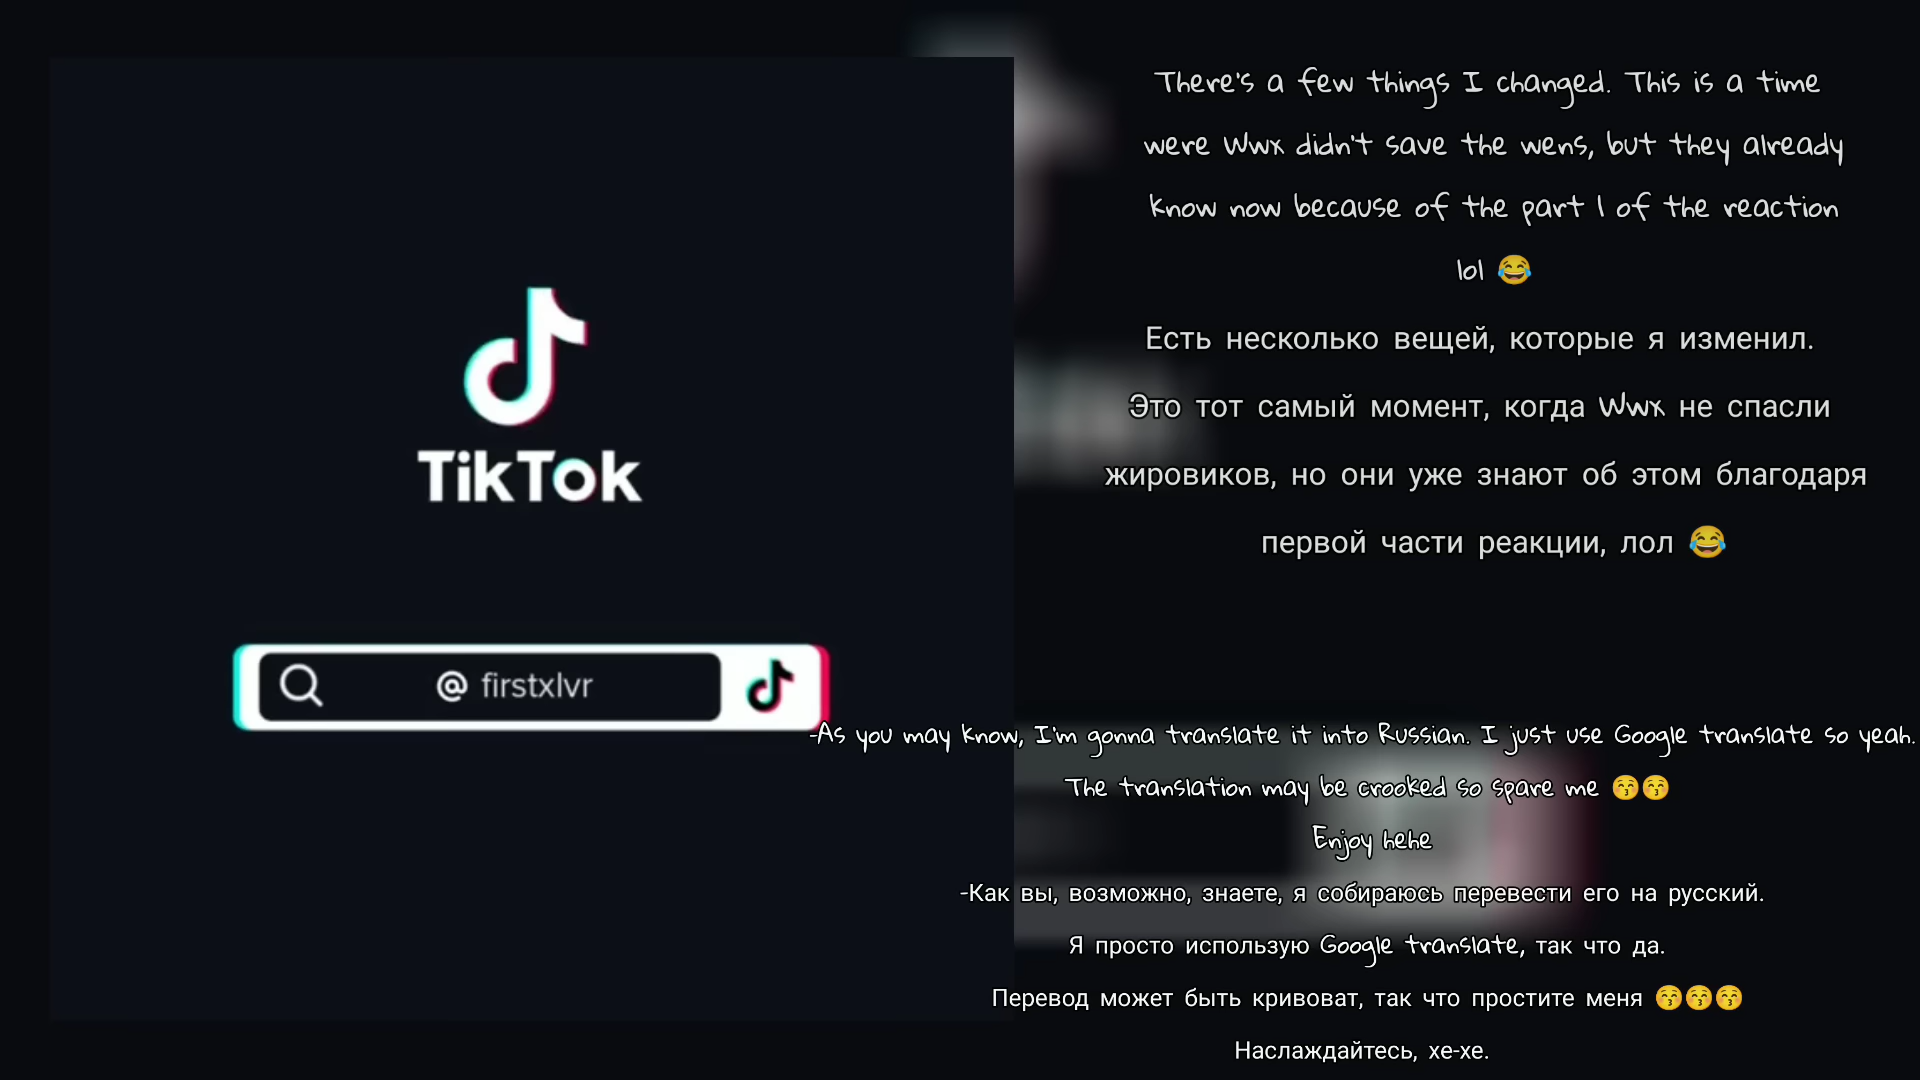 TikTok
@ firstxlvr
There's a few things I changed. This is a time
were Wwx didn't save the wens, but they already
know now because of the part 1 of the reaction
lol 😂
Есть несколько вещей, которые я изменил.
Это тот самый момент, когда Wwx не спасли
жировиков, но они уже знают об этом благодаря
первой части реакции, лол 😂
-As you may know, I'm gonna translate it into Russian. I just use Google translate so yeah.
The translation may be crooked so spare me 😚😚
Enjoy hehe
-Как вы, возможно, знаете, я собираюсь перевести его на русский.
Я просто использую Google translate, так что да.
Перевод может быть кривоват, так что простите меня 😚😚😚
Наслаждайтесь, хе-хе.